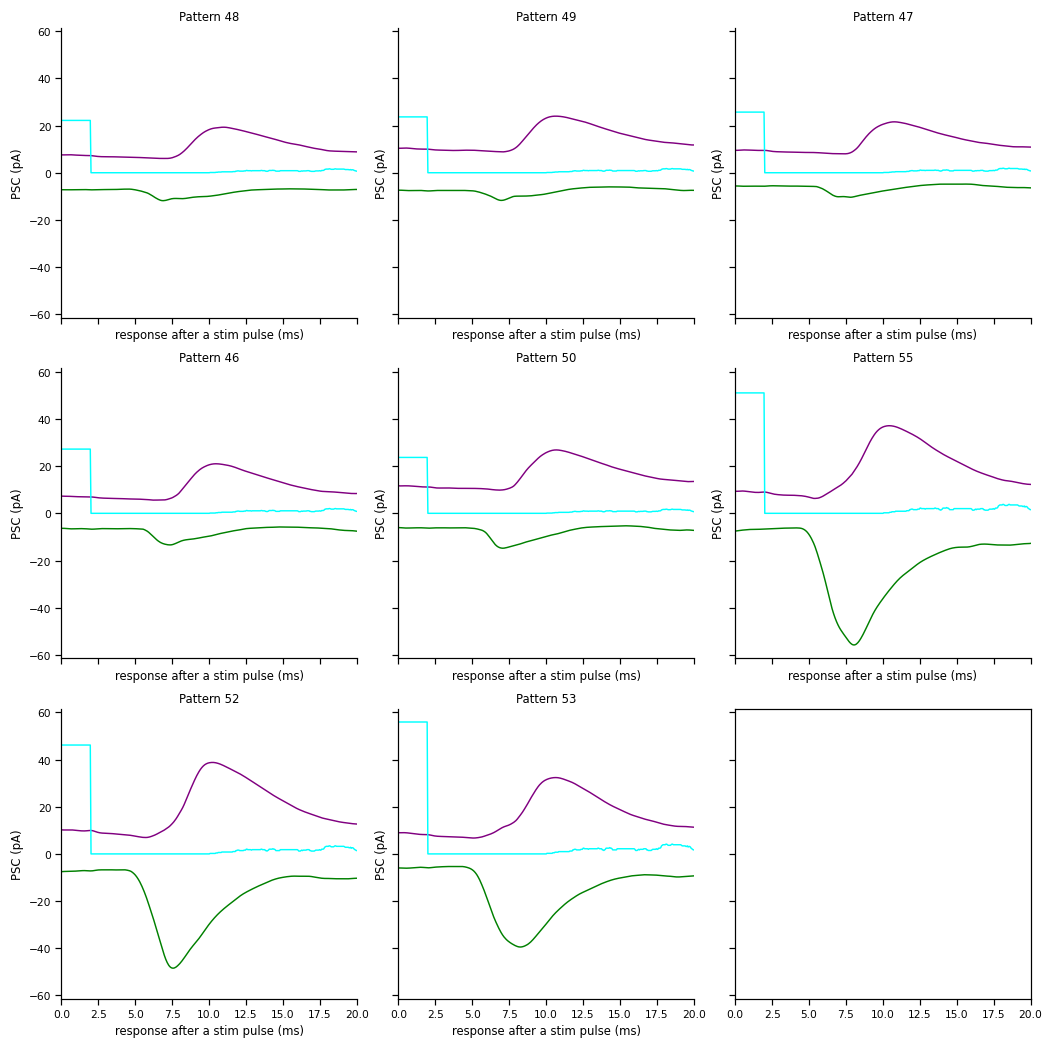 Pattern 48
Pattern 49
Pattern 47
60
40
20
0
−20
−40
−60
PSC (pA)
PSC (pA)
PSC (pA)
response after a stim pulse (ms)
response after a stim pulse (ms)
response after a stim pulse (ms)
Pattern 46
Pattern 50
Pattern 55
60
40
20
0
−20
−40
−60
PSC (pA)
PSC (pA)
PSC (pA)
response after a stim pulse (ms)
response after a stim pulse (ms)
response after a stim pulse (ms)
Pattern 52
Pattern 53
60
40
20
0
−20
−40
−60
PSC (pA)
PSC (pA)
0.0 2.5 5.0 7.5 10.0 12.5 15.0 17.5 20.0
0.0 2.5 5.0 7.5 10.0 12.5 15.0 17.5 20.0
0.0 2.5 5.0 7.5 10.0 12.5 15.0 17.5 20.0
response after a stim pulse (ms)
response after a stim pulse (ms)